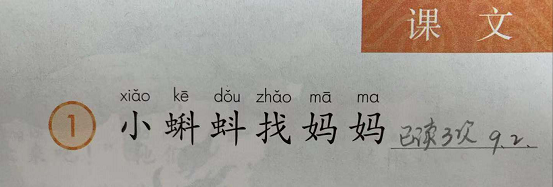 课 文
xiǎo kē dǒu zhǎo mā ma
1 小蝌蚪找妈妈 已读3次 9.2.